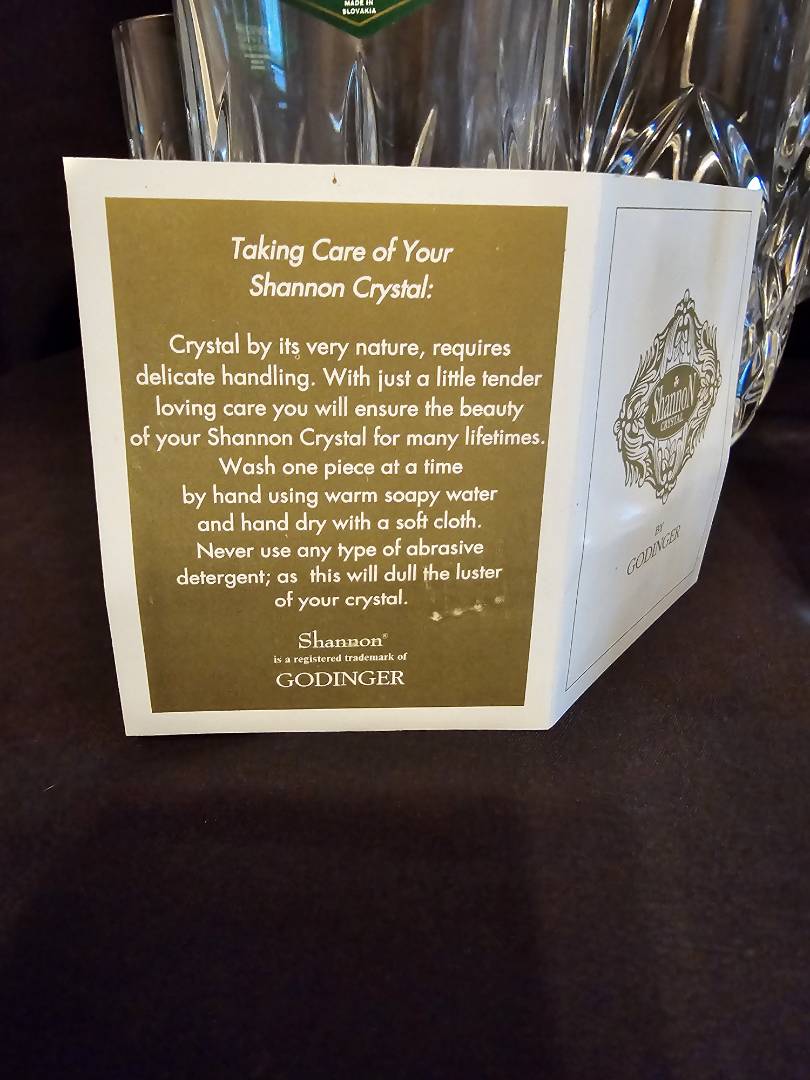 MADE IN
SLOVAKIA
Taking Care of Your
Shannon Crystal:
Crystal by its very nature, requires
delicate handling. With just a little tender
loving care you will ensure the beauty
of your Shannon Crystal for many lifetimes.
Wash one piece at a time
by hand using warm soapy water
and hand dry with a soft cloth.
Never use any type of abrasive
detergent; as  this will dull the luster
of your crystal.
Shannon®
is a registered trademark of
GODINGER
Shannon
CRYSTAL
BY
GODINGER